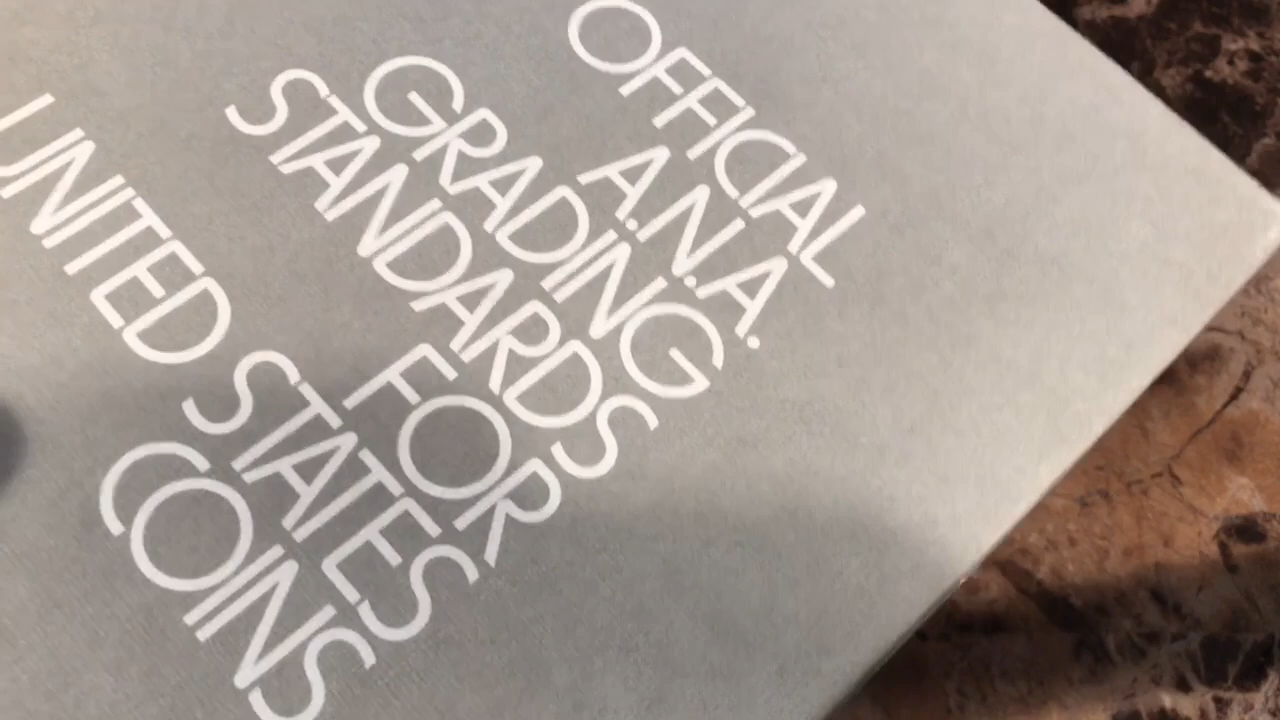 OFFICIAL
A.N.A.
GRADING
STANDARDS
FOR
UNITED STATES
COINS